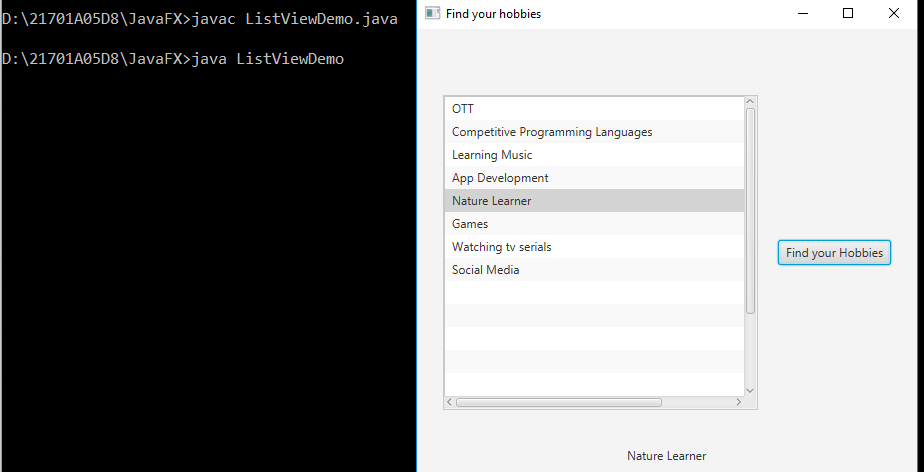 D:\21701A05D8\JavaFX>javac ListViewDemo.java
D:\21701A05D8\JavaFX>java ListViewDemo
Find your hobbies
OTT
Competitive Programming Languages
Learning Music
App Development
Nature Learner
Games
Watching tv serials
Social Media
Find your Hobbies
Nature Learner